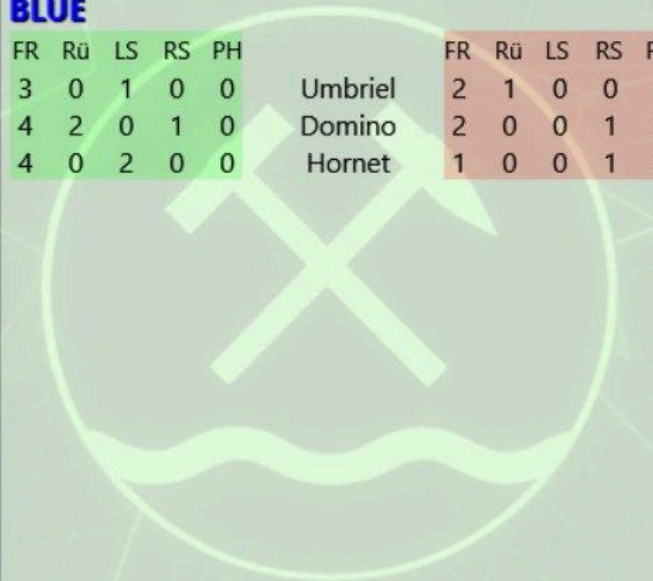 BLUE
FR Rü LS RS PH FR Rü LS RS
3 0 1 0 0 Umbriel 2 1 0 0
4 2 0 1 0 Domino 2 0 0 1
4 0 2 0 0 Hornet 1 0 0 1